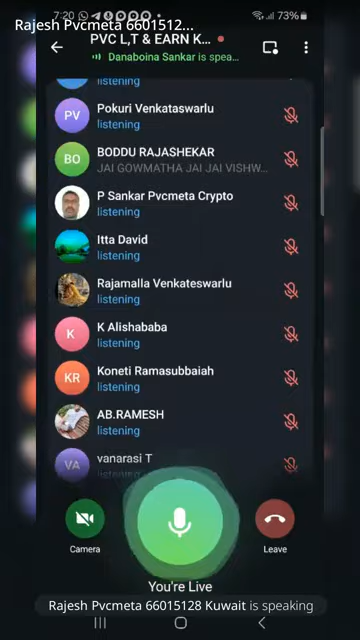 7:20
73%
Rajesh Pvcmeta 6601512...
PVC L,T & EARN K...
Danaboina Sankar is spea...
listening
PV
Pokuri Venkataswarlu
listening
BO
BODDU RAJASHEKAR
JAI GOWMATHA JAI JAI VISHW...
P Sankar Pvcmeta Crypto
listening
Itta David
listening
Rajamalla Venkateswarlu
listening
K
K Alishababa
listening
KR
Koneti Ramasubbaiah
listening
AB.RAMESH
listening
VA
vanarasi T
listening
Camera
Leave
You're Live
Rajesh Pvcmeta 66015128 Kuwait is speaking